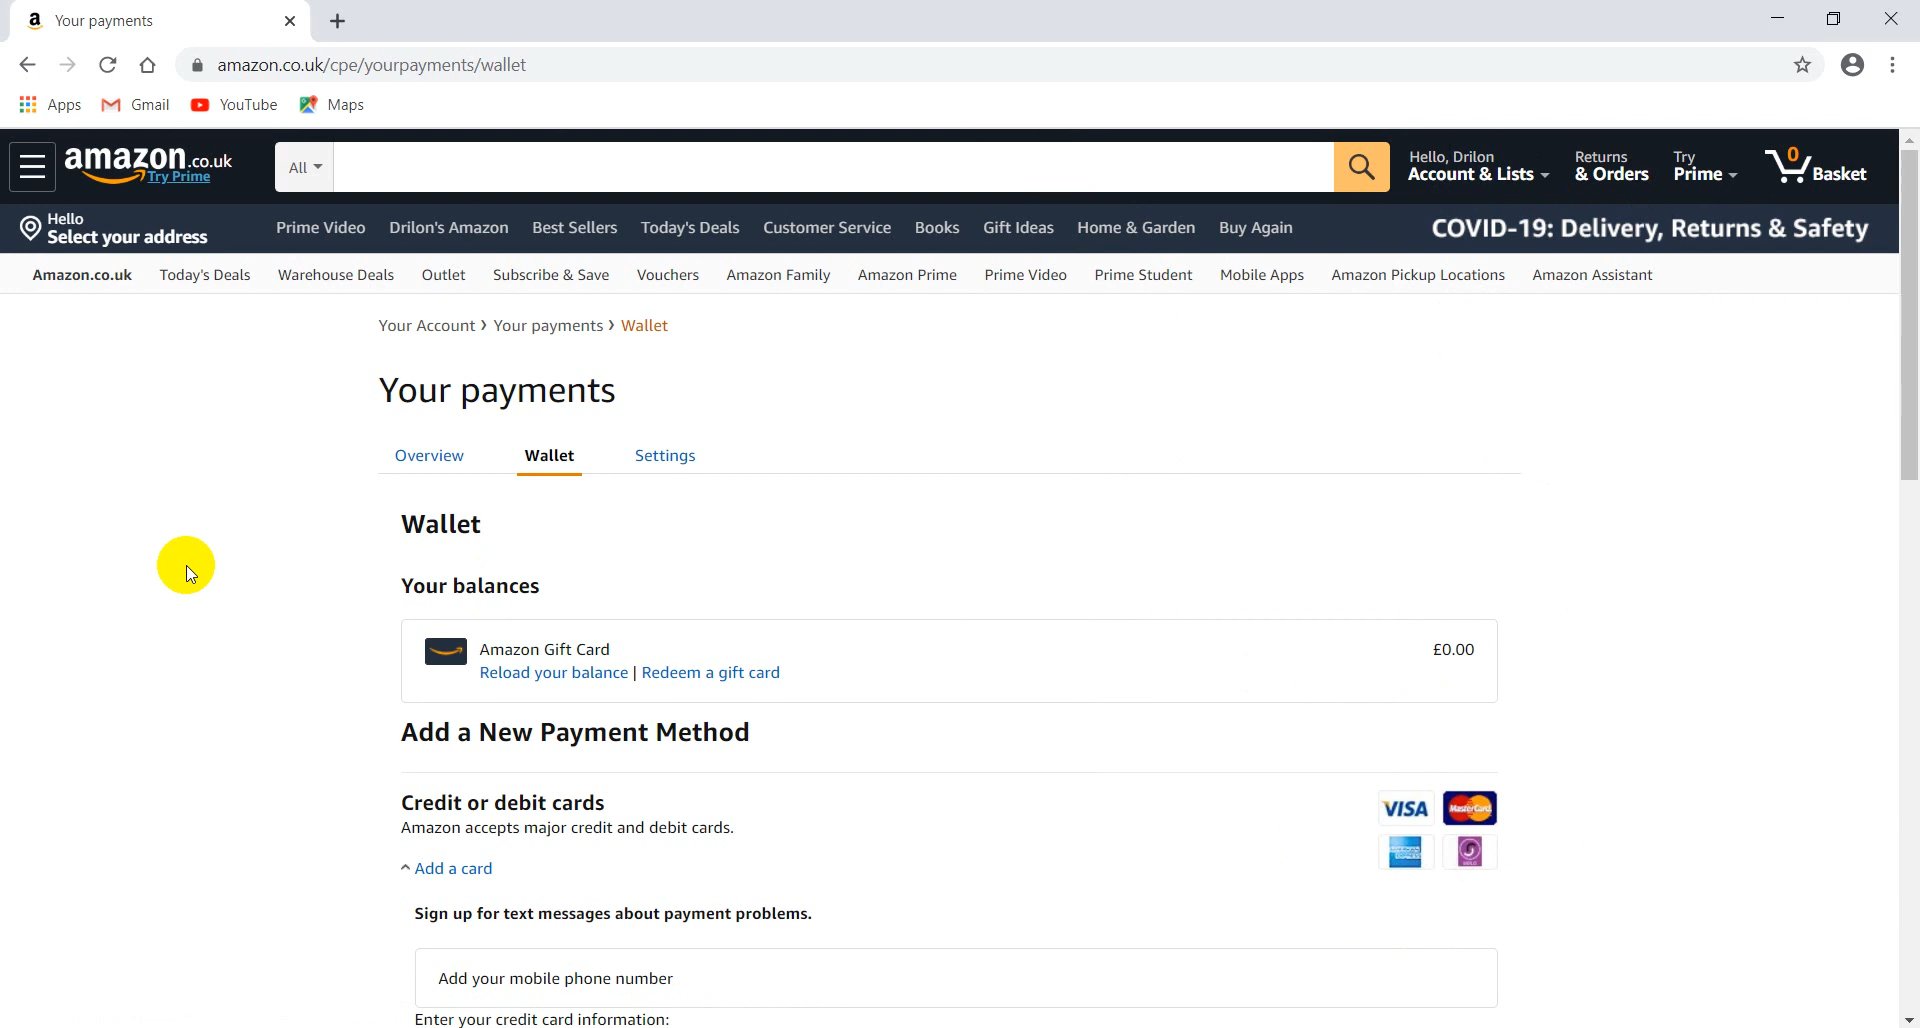 Your payments
amazon.co.uk/cpe/yourpayments/wallet
Apps Gmail YouTube Maps
amazon.co.uk
Try Prime
All
Hello, Drilon
Account & Lists
Returns
& Orders
Try
Prime
0
Basket
Hello
Select your address
Prime Video Drilon's Amazon Best Sellers Today's Deals Customer Service Books Gift Ideas Home & Garden Buy Again
COVID-19: Delivery, Returns & Safety
Amazon.co.uk Today's Deals Warehouse Deals Outlet Subscribe & Save Vouchers Amazon Family Amazon Prime Prime Video Prime Student Mobile Apps Amazon Pickup Locations Amazon Assistant
Your Account › Your payments › Wallet
Your payments
Overview Wallet Settings
Wallet
Your balances
Amazon Gift Card £0.00
Reload your balance | Redeem a gift card
Add a New Payment Method
Credit or debit cards
Amazon accepts major credit and debit cards.
VISA MasterCard
Add a card
Sign up for text messages about payment problems.
Add your mobile phone number
Enter your credit card information: